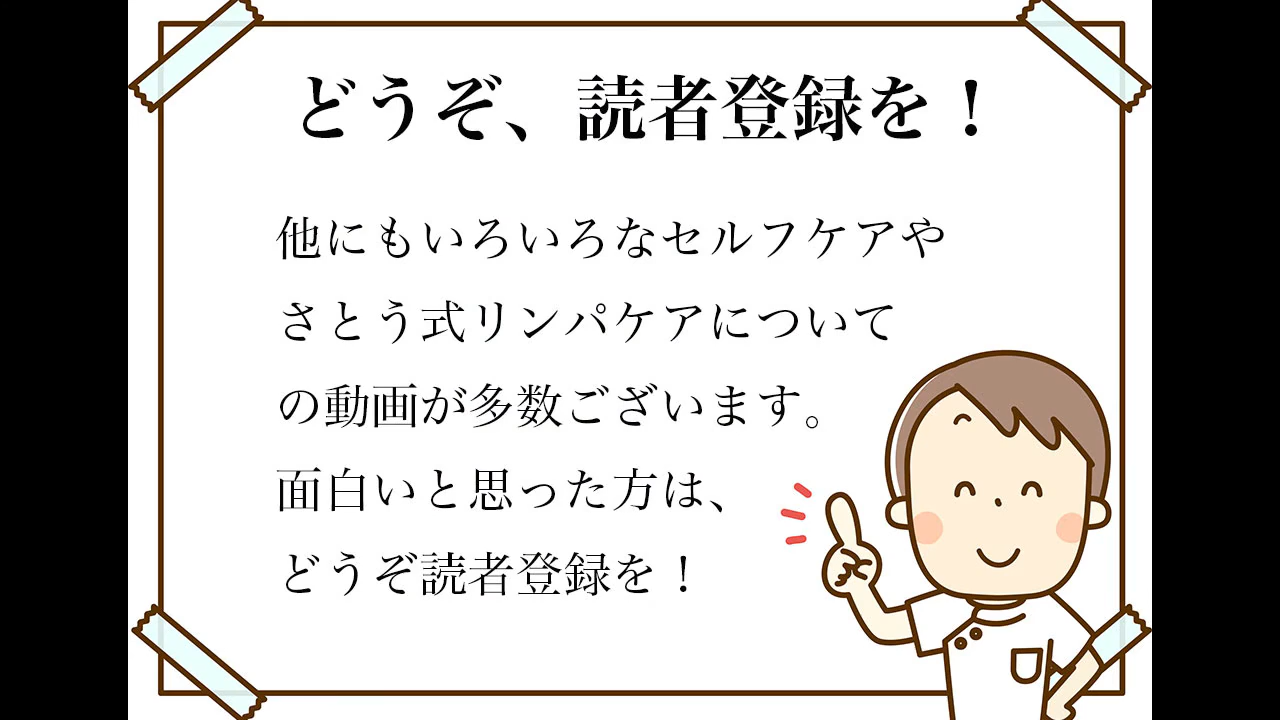 どうぞ、読者登録を！
他にもいろいろなセルフケアや
さとう式リンパケアについて
の動画が多数ございます。
面白いと思った方は、
どうぞ読者登録を！